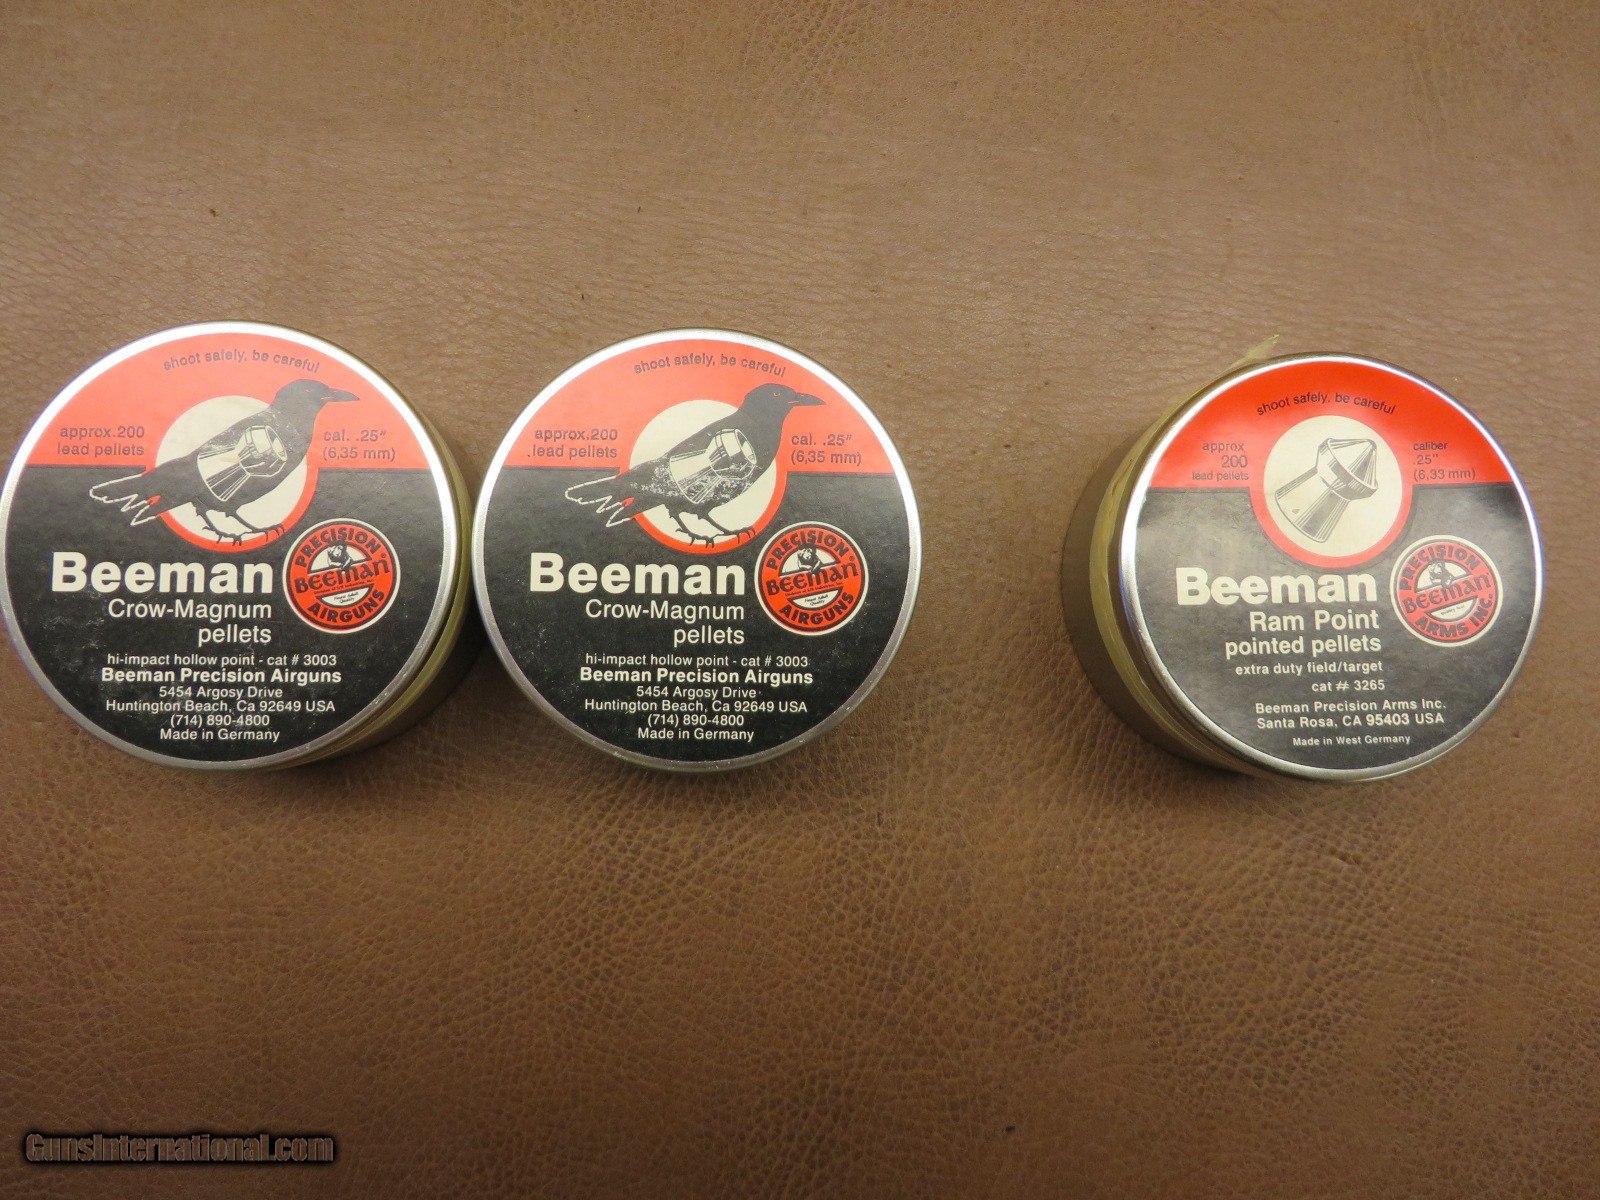 shoot safely, be careful
approx.200
lead pellets
cal. .25"
(6,35 mm)
Beeman
Crow-Magnum
pellets
PRECISION
BEEMAN
AIRGUNS
hi-impact hollow point - cat # 3003
Beeman Precision Airguns
5454 Argosy Drive
Huntington Beach, Ca 92649 USA
(714) 890-4800
Made in Germany
shoot safely, be careful
approx.200
lead pellets
cal. .25"
(6,35 mm)
Beeman
Crow-Magnum
pellets
PRECISION
BEEMAN
AIRGUNS
hi-impact hollow point - cat # 3003
Beeman Precision Airguns
5454 Argosy Drive
Huntington Beach, Ca 92649 USA
(714) 890-4800
Made in Germany
shoot safely, be careful
approx
200
lead pellets
caliber
.25"
(6,33 mm)
Beeman
Ram Point
pointed pellets
extra duty field/target
cat # 3265
PRECISION
BEEMAN
ARMS INC.
Beeman Precision Arms Inc.
Santa Rosa, CA 95403 USA
Made in West Germany
GunsInternational.com